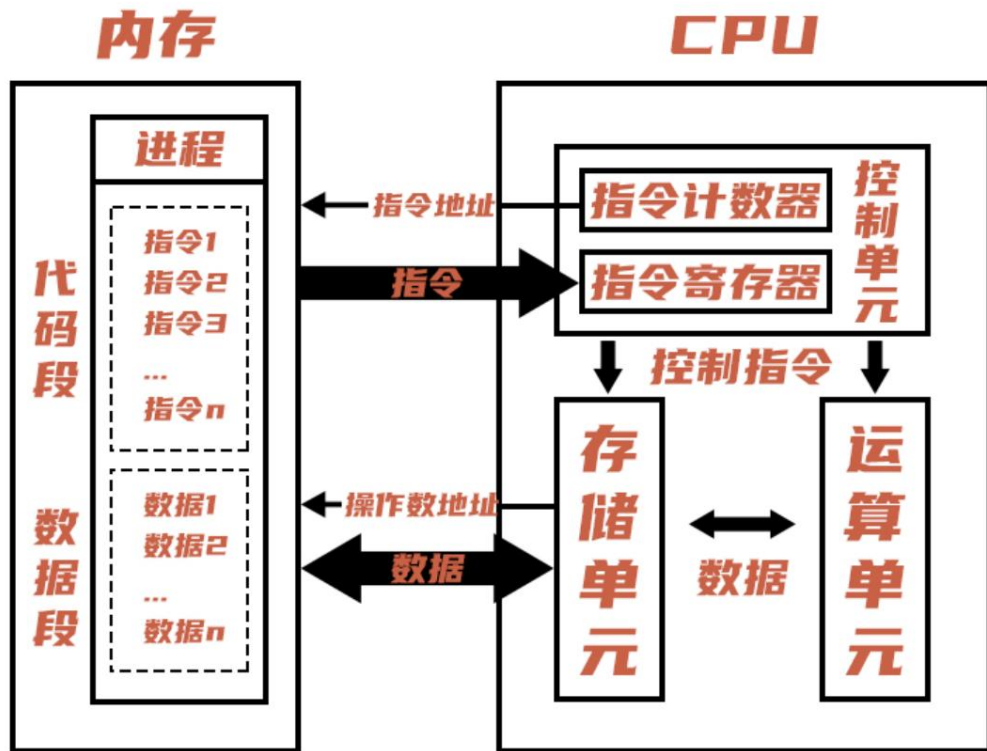 内存
CPU
进程
代码段
指令1
指令2
指令3
...
指令n
数据段
数据1
数据2
...
数据n
指令地址
指令
操作数地址
数据
指令计数器
指令寄存器
控制单元
控制指令
存储单元
数据
运算单元